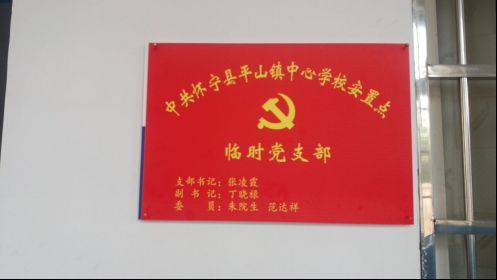 中共怀宁县平山镇中心学校安置点
临时党支部
支部书记：张凌霞
副书记：丁晓禄
委员：朱院生 范达祥